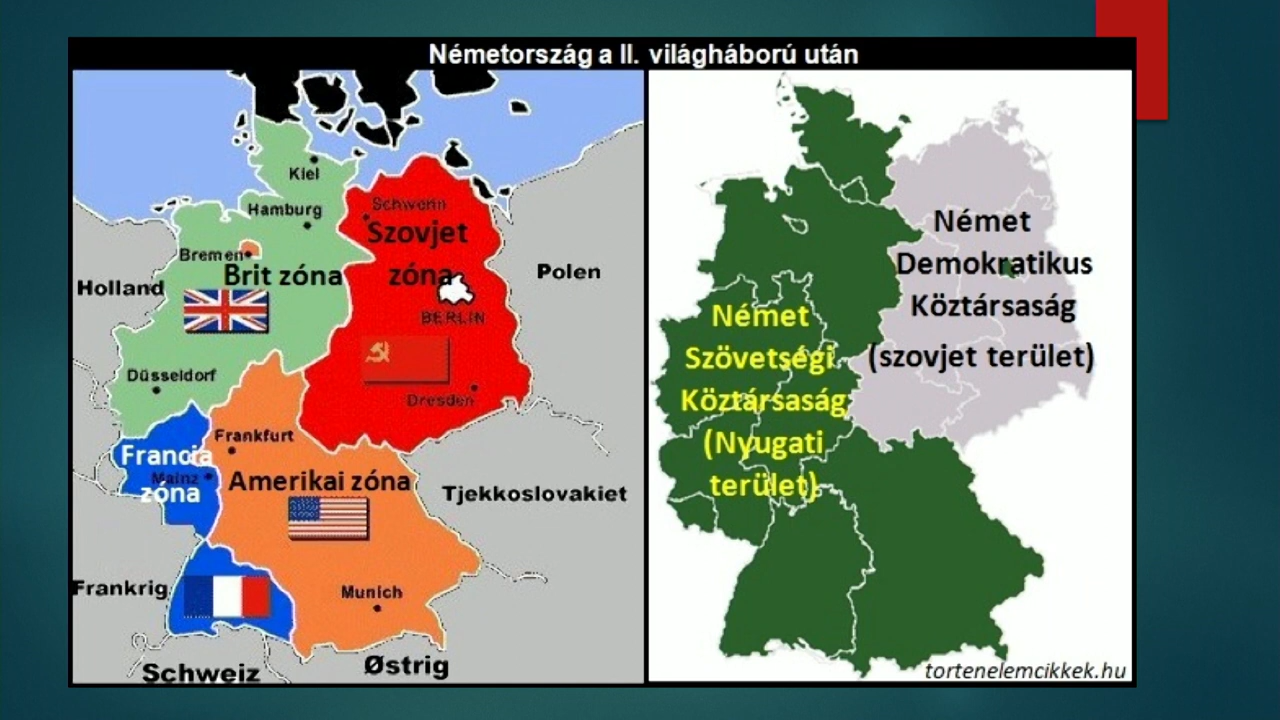 Németország a II. világháború után
Kiel
Hamburg
Schwerin
Szovjet
zóna
Bremen
Brit zóna
Holland
Polen
BERLIN
Düsseldorf
Dresden
Frankfurt
Francia
Mainz
zóna
Amerikai zóna
Tjekkoslovakiet
Frankrig
Munich
Schweiz
Østrig
Német
Demokratikus
Köztársaság
(szovjet terület)
Német
Szövetségi
Köztársaság
(Nyugati
terület)
tortenelemcikkek.hu